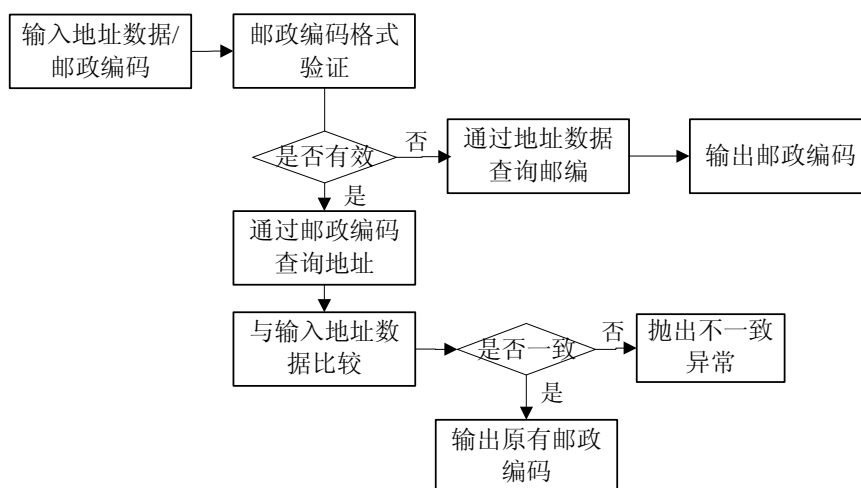 输入地址数据/
邮政编码
邮政编码格式
验证
是否有效
否
通过地址数据
查询邮编
输出邮政编码
是
通过邮政编码
查询地址
与输入地址数
据比较
是否一致
否
抛出不一致
异常
是
输出原有邮政
编码